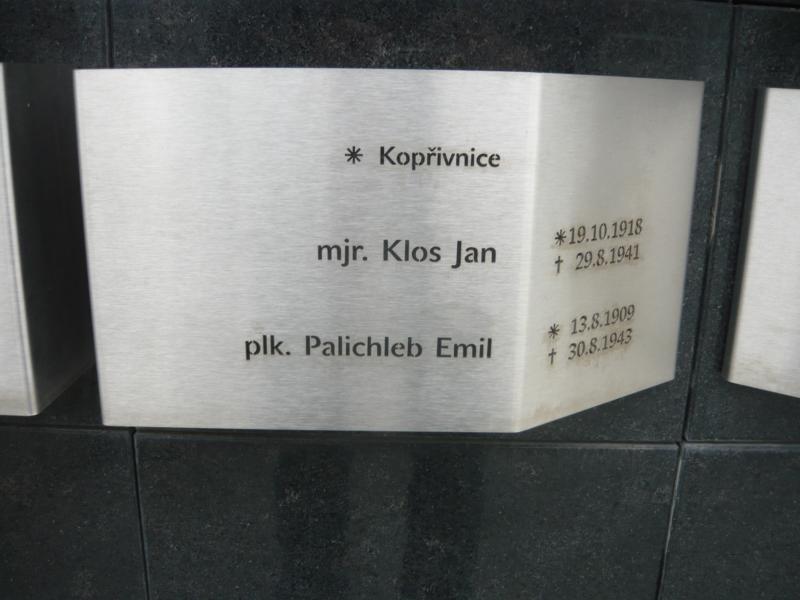 ✳ Kopřivnice
mjr. Klos Jan
✳19.10.1918
† 29.8.1941
plk. Palichleb Emil
✳ 13.8.1909
† 30.8.1943